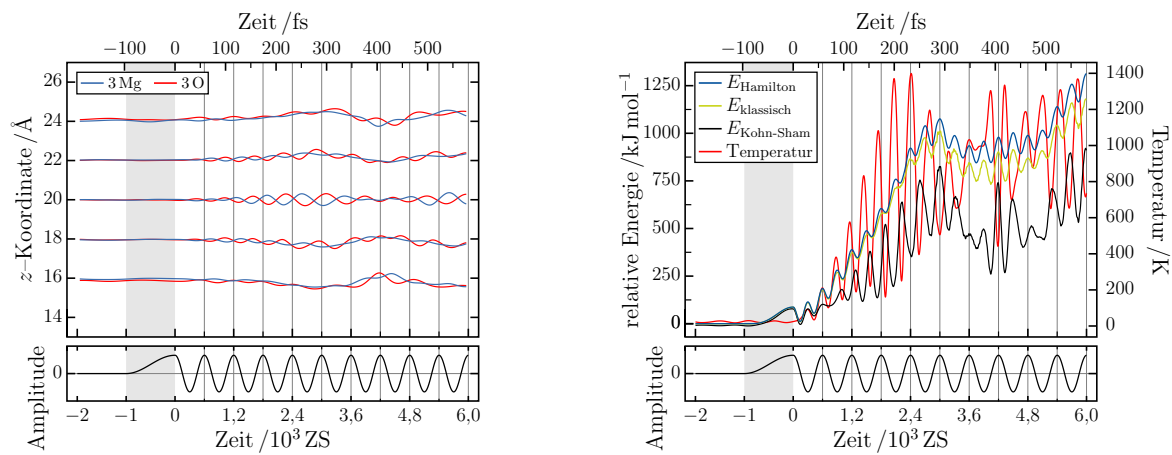 Zeit /fs
−100 0 100 200 300 400 500
26
24
22
20
18
16
14
z–Koordinate /Å
3 Mg 3 O
0
Amplitude
−2 −1 0 1,2 2,4 3,6 4,8 6,0
Zeit /10³ ZS
Zeit /fs
−100 0 100 200 300 400 500
1250
1000
750
500
250
0
relative Energie /kJ mol⁻¹
E_Hamilton
E_klassisch
E_Kohn-Sham
Temperatur
1400
1200
1000
800
600
400
200
0
Temperatur /K
0
Amplitude
−2 −1 0 1,2 2,4 3,6 4,8 6,0
Zeit /10³ ZS